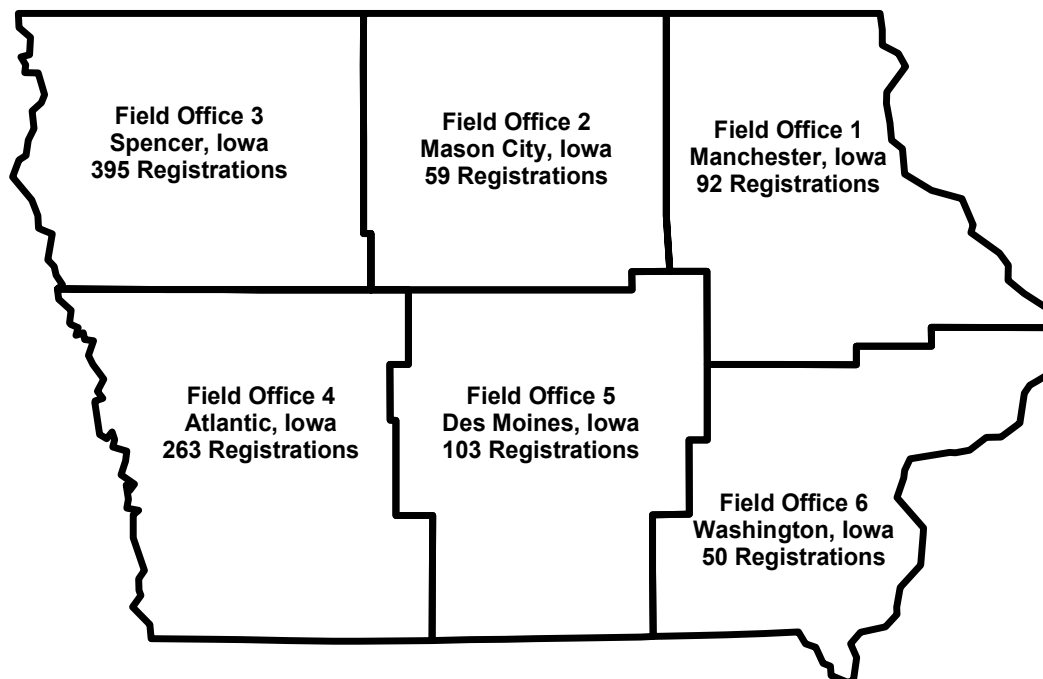 Field Office 3
Spencer, Iowa
395 Registrations
Field Office 2
Mason City, Iowa
59 Registrations
Field Office 1
Manchester, Iowa
92 Registrations
Field Office 4
Atlantic, Iowa
263 Registrations
Field Office 5
Des Moines, Iowa
103 Registrations
Field Office 6
Washington, Iowa
50 Registrations